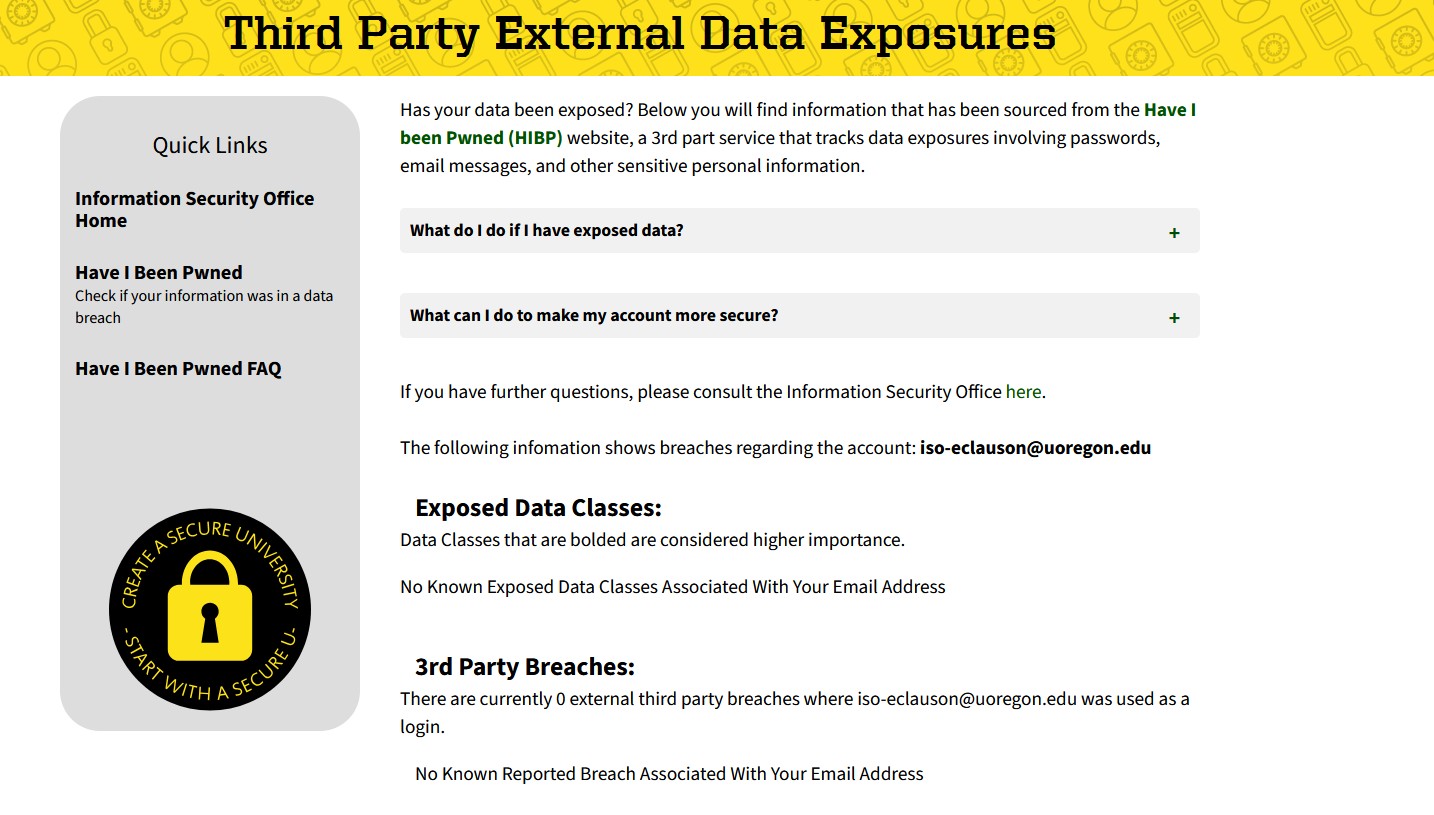 Third Party External Data Exposures
Quick Links
Information Security Office
Home
Have I Been Pwned
Check if your information was in a data
breach
Have I Been Pwned FAQ
CREATE A SECURE UNIVERSITY
- START WITH A SECURE U-
Has your data been exposed? Below you will find information that has been sourced from the Have I
been Pwned (HIBP) website, a 3rd part service that tracks data exposures involving passwords,
email messages, and other sensitive personal information.
What do I do if I have exposed data? +
What can I do to make my account more secure? +
If you have further questions, please consult the Information Security Office here.
The following infomation shows breaches regarding the account: iso-eclauson@uoregon.edu
Exposed Data Classes:
Data Classes that are bolded are considered higher importance.
No Known Exposed Data Classes Associated With Your Email Address
3rd Party Breaches:
There are currently 0 external third party breaches where iso-eclauson@uoregon.edu was used as a
login.
No Known Reported Breach Associated With Your Email Address